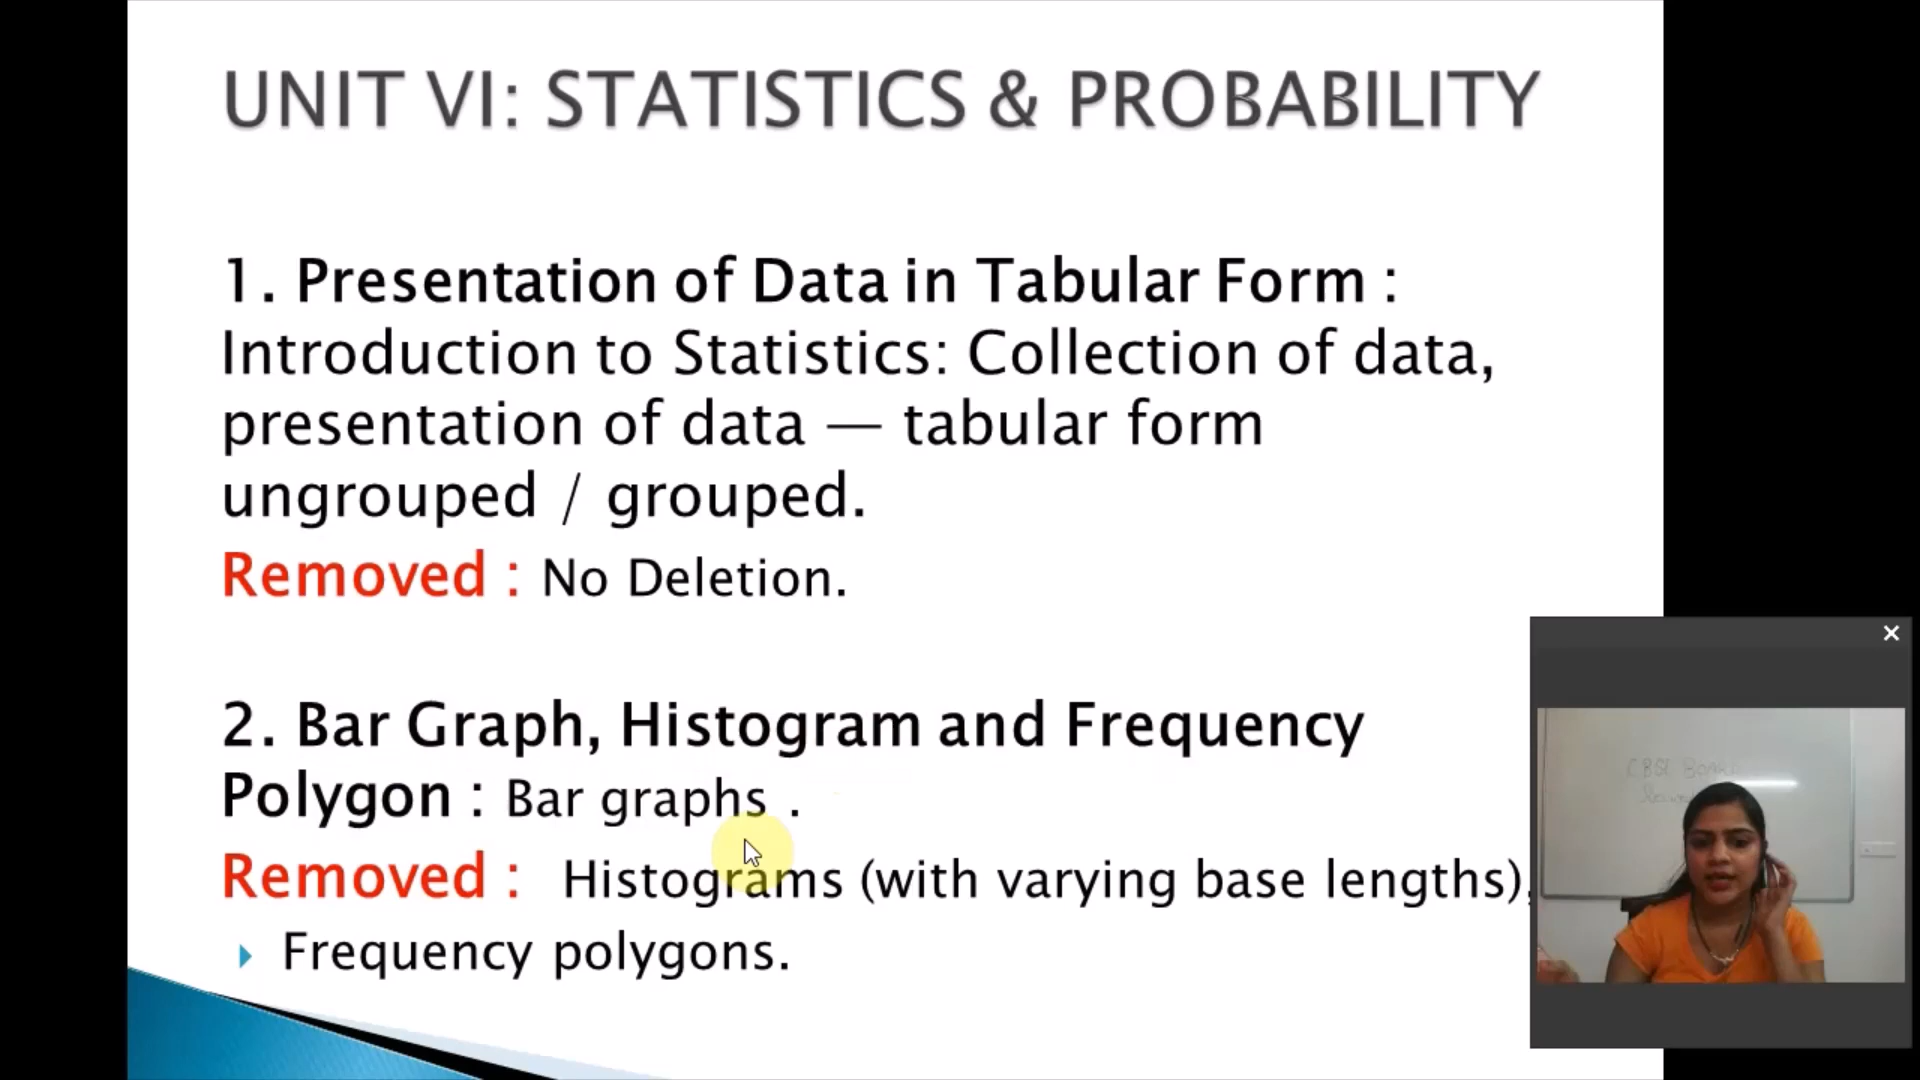 UNIT VI: STATISTICS & PROBABILITY
1. Presentation of Data in Tabular Form :
Introduction to Statistics: Collection of data,
presentation of data — tabular form
ungrouped / grouped.
Removed : No Deletion.
2. Bar Graph, Histogram and Frequency
Polygon : Bar graphs .
Removed : Histograms (with varying base lengths),
Frequency polygons.
CBSE